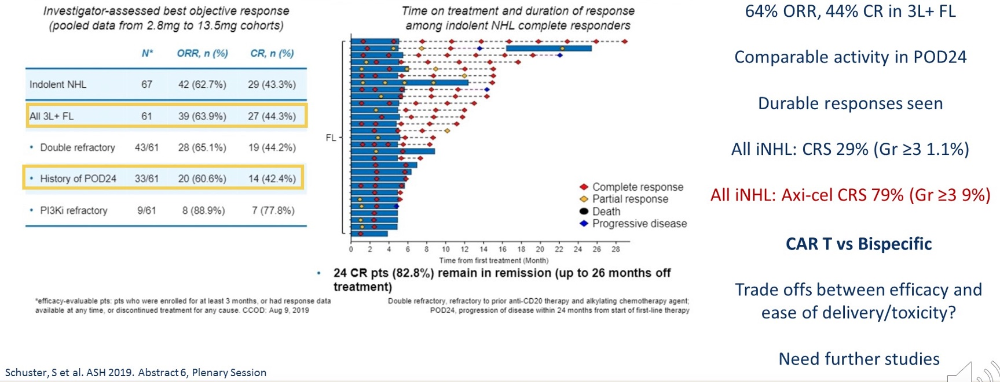 Investigator-assessed best objective response
(pooled data from 2.8mg to 13.5mg cohorts)
N* ORR, n (%) CR, n (%)
Indolent NHL 67 42 (62.7%) 29 (43.3%)
All 3L+ FL 61 39 (63.9%) 27 (44.3%)
• Double refractory 43/61 28 (65.1%) 19 (44.2%)
• History of POD24 33/61 20 (60.6%) 14 (42.4%)
• PI3Ki refractory 9/61 8 (88.9%) 7 (77.8%)
*efficacy-evaluable pts: pts who were enrolled for at least 3 months, or had response data
available at any time, or discontinued treatment for any cause. CCOD: Aug 9, 2019
Time on treatment and duration of response
among indolent NHL complete responders
FL
Complete response
Partial response
Death
Progressive disease
0 2 4 6 8 10 12 14 16 18 20 22 24 26 28
Time from first treatment (Month)
• 24 CR pts (82.8%) remain in remission (up to 26 months off
treatment)
Double refractory, refractory to prior anti-CD20 therapy and alkylating chemotherapy agent;
POD24, progression of disease within 24 months from start of first-line therapy
64% ORR, 44% CR in 3L+ FL
Comparable activity in POD24
Durable responses seen
All iNHL: CRS 29% (Gr ≥3 1.1%)
All iNHL: Axi-cel CRS 79% (Gr ≥3 9%)
CAR T vs Bispecific
Trade offs between efficacy and
ease of delivery/toxicity?
Need further studies
Schuster, S et al. ASH 2019. Abstract 6, Plenary Session